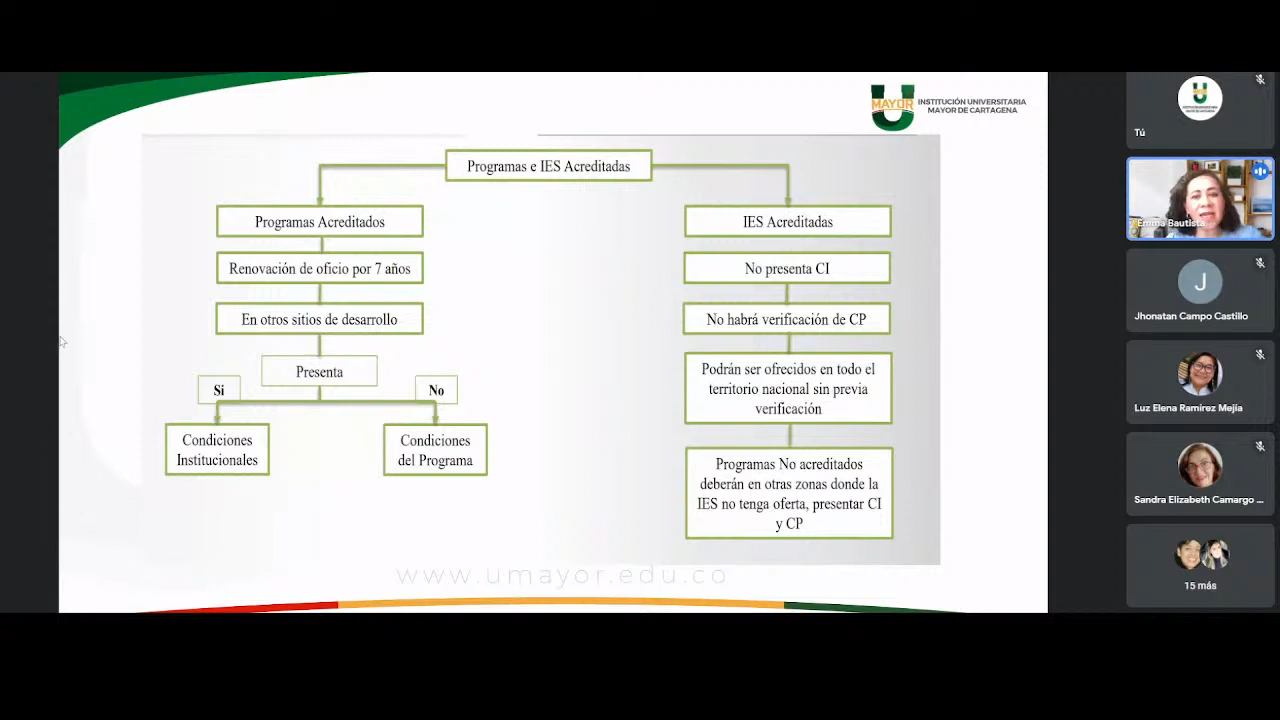 MAYOR
INSTITUCIÓN UNIVERSITARIA
MAYOR DE CARTAGENA
Programas e IES Acreditadas
Programas Acreditados
Renovación de oficio por 7 años
En otros sitios de desarrollo
Presenta
Si
No
Condiciones
Institucionales
Condiciones
del Programa
IES Acreditadas
No presenta CI
No habrá verificación de CP
Podrán ser ofrecidos en todo el
territorio nacional sin previa
verificación
Programas No acreditados
deberán en otras zonas donde la
IES no tenga oferta, presentar CI
y CP
www.umayor.edu.co
Tú
Emma Bautista
J
Jhonatan Campo Castillo
Luz Elena Ramirez Mejía
Sandra Elizabeth Camargo ...
15 más